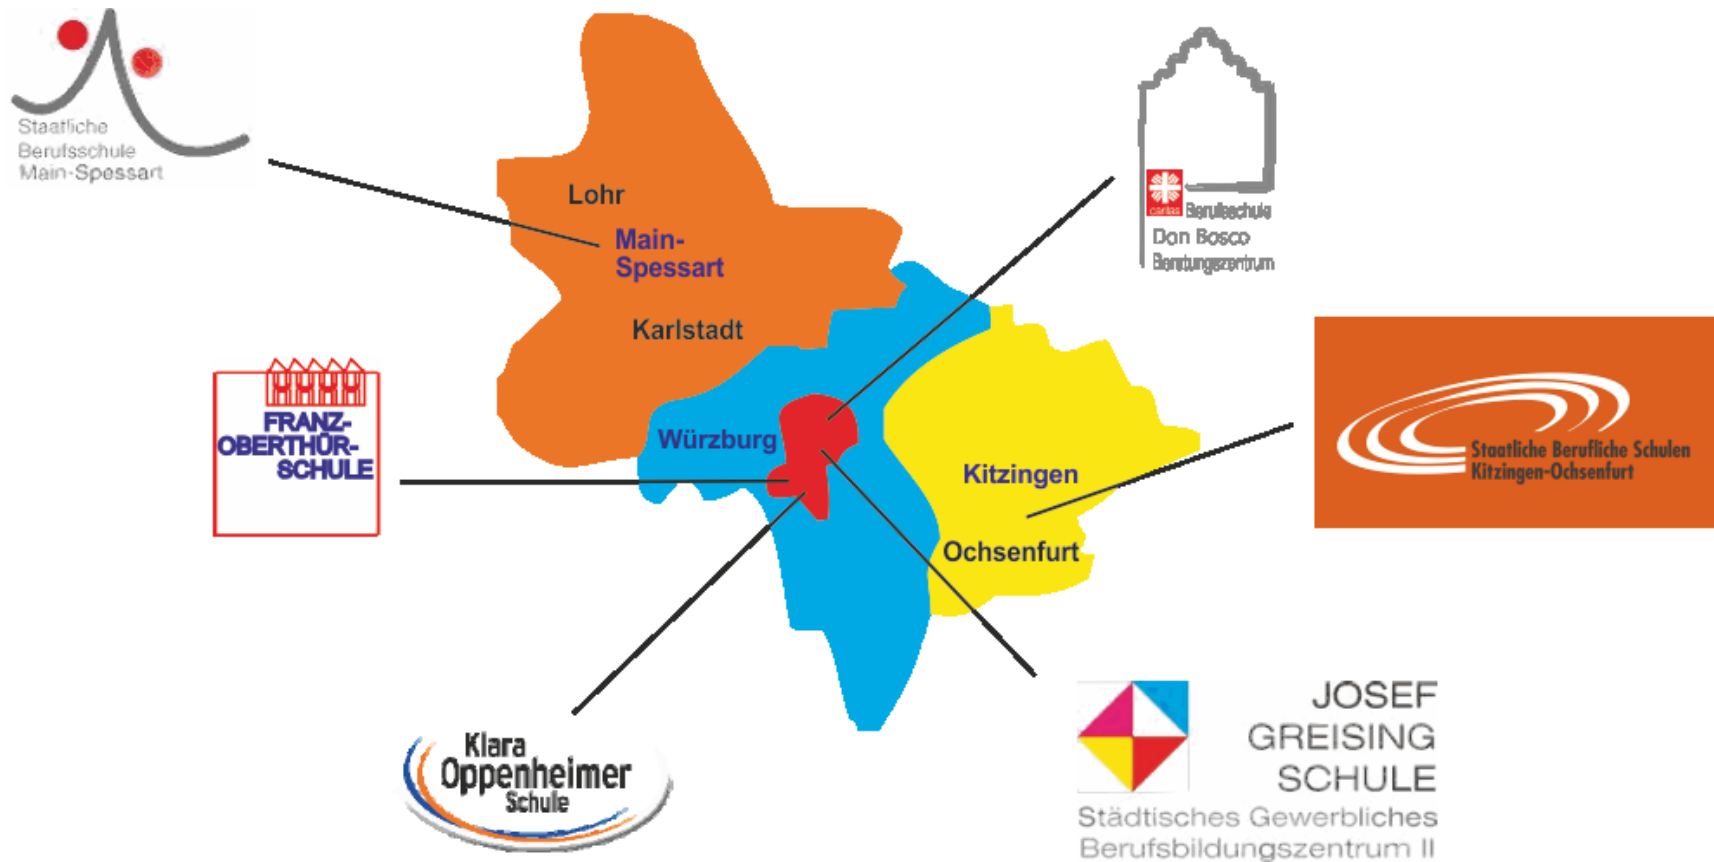 Staatliche
Berufsschule
Main-Spessart
Lohr
Main-
Spessart
Karlstadt
caritas
Berufsschule
Don Bosco
Beratungszentrum
FRANZ-
OBERTHÜR-
SCHULE
Würzburg
Kitzingen
Ochsenfurt
Staatliche Berufliche Schulen
Kitzingen-Ochsenfurt
Klara
Oppenheimer
Schule
JOSEF
GREISING
SCHULE
Städtisches Gewerbliches
Berufsbildungszentrum II